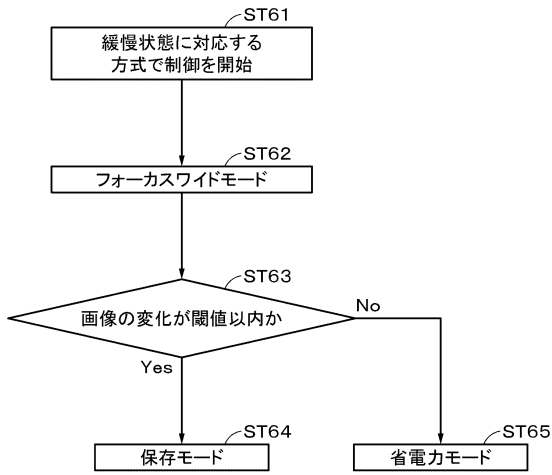 ST61
緩慢状態に対応する
方式で制御を開始
ST62
フォーカスワイドモード
ST63
画像の変化が閾値以内か
No
Yes
ST64
保存モード
ST65
省電力モード